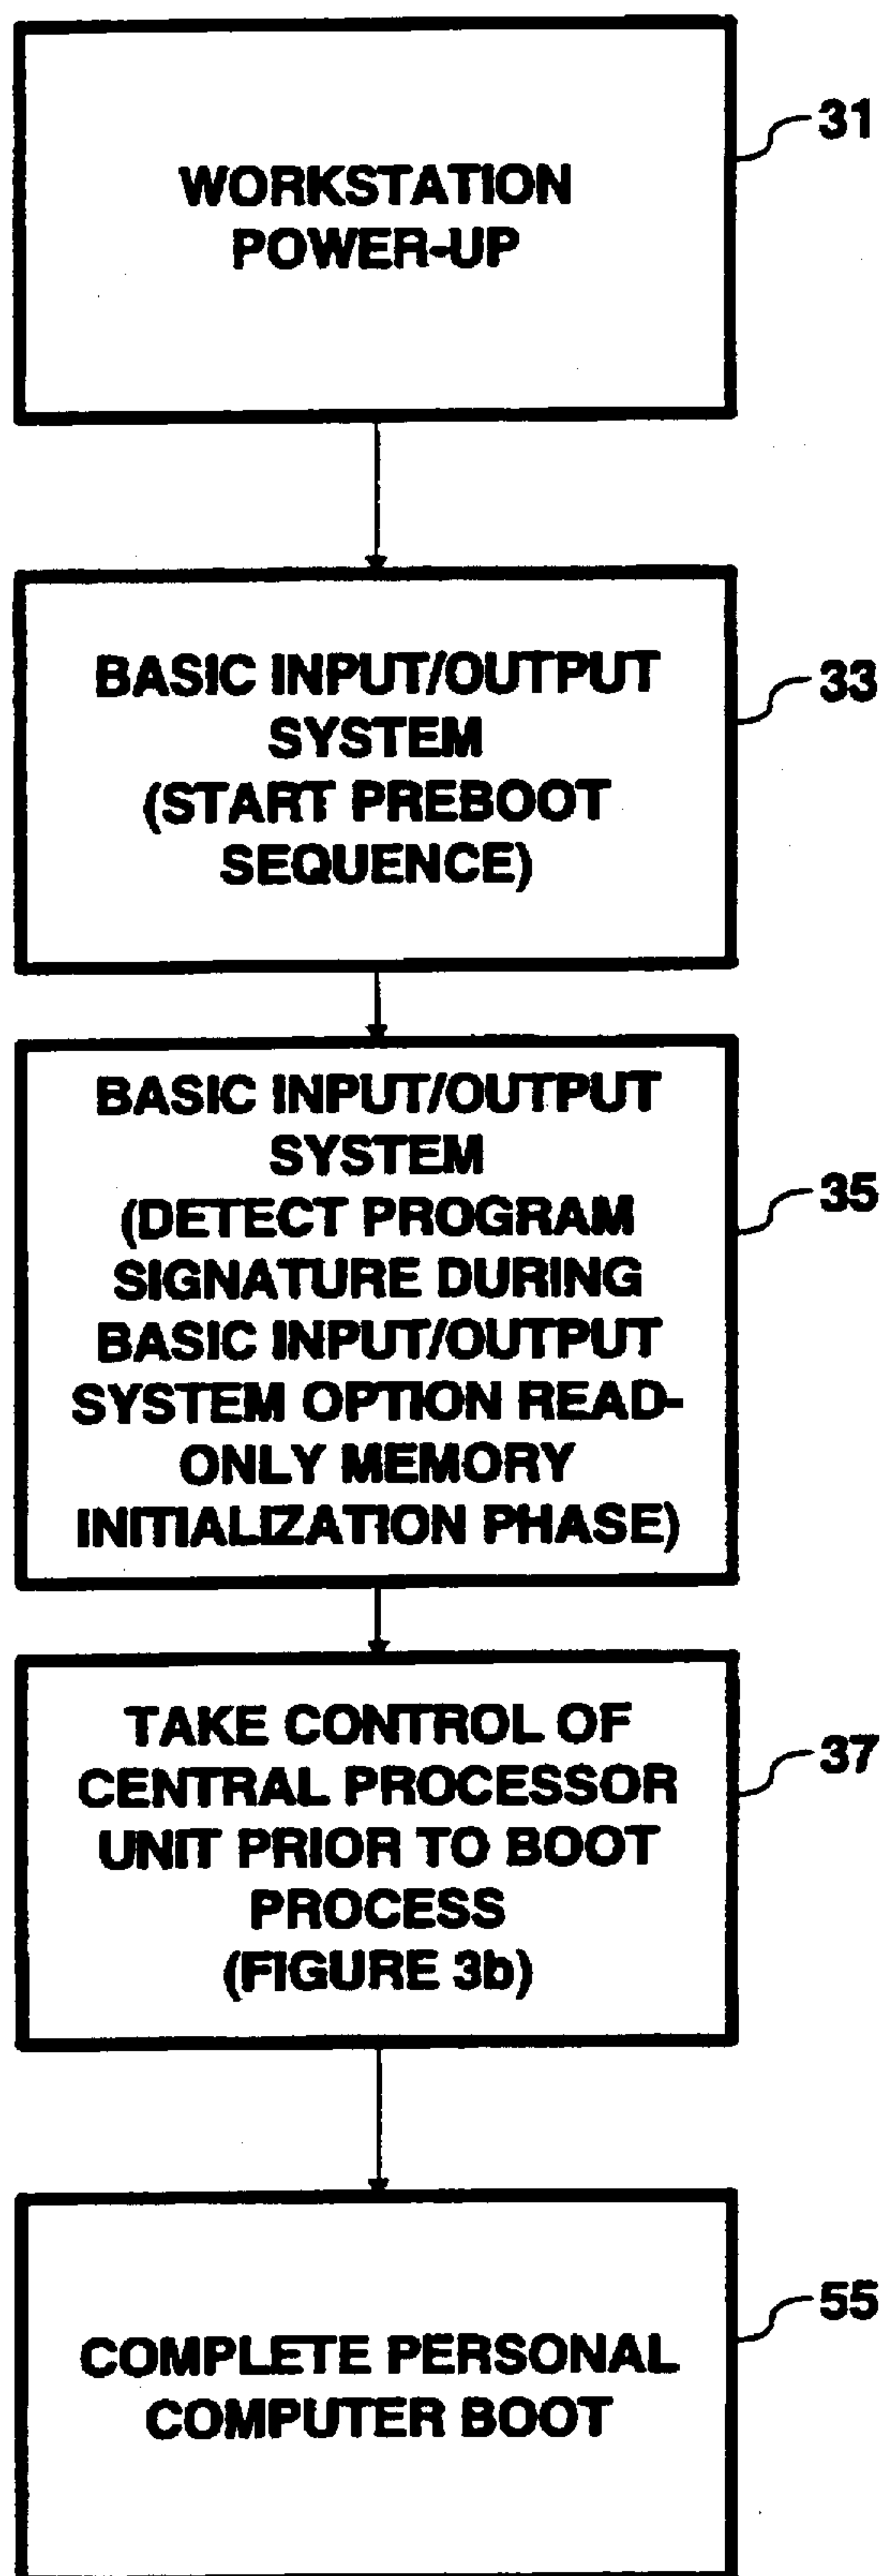 WORKSTATION
POWER-UP
31
BASIC INPUT/OUTPUT
SYSTEM
(START PREBOOT
SEQUENCE)
33
BASIC INPUT/OUTPUT
SYSTEM
(DETECT PROGRAM
SIGNATURE DURING
BASIC INPUT/OUTPUT
SYSTEM OPTION READ-
ONLY MEMORY
INITIALIZATION PHASE)
35
TAKE CONTROL OF
CENTRAL PROCESSOR
UNIT PRIOR TO BOOT
PROCESS
(FIGURE 3b)
37
COMPLETE PERSONAL
COMPUTER BOOT
55